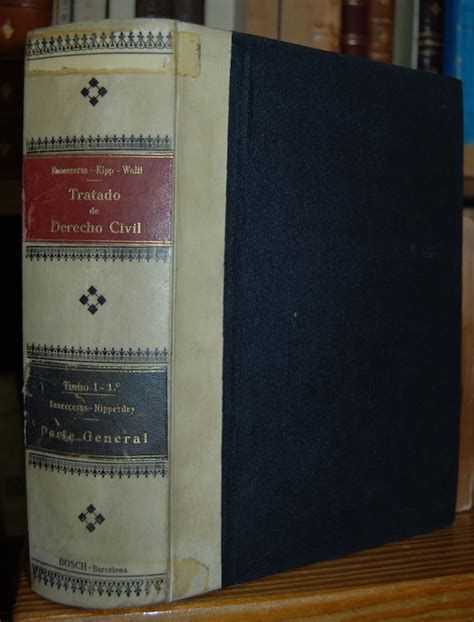 Enneccerus - Kipp - Wolff
Tratado
de
Derecho Civil
Tomo I - 1.º
Enneccerus-Nipperdey
Parte General
BOSCH-Barcelona